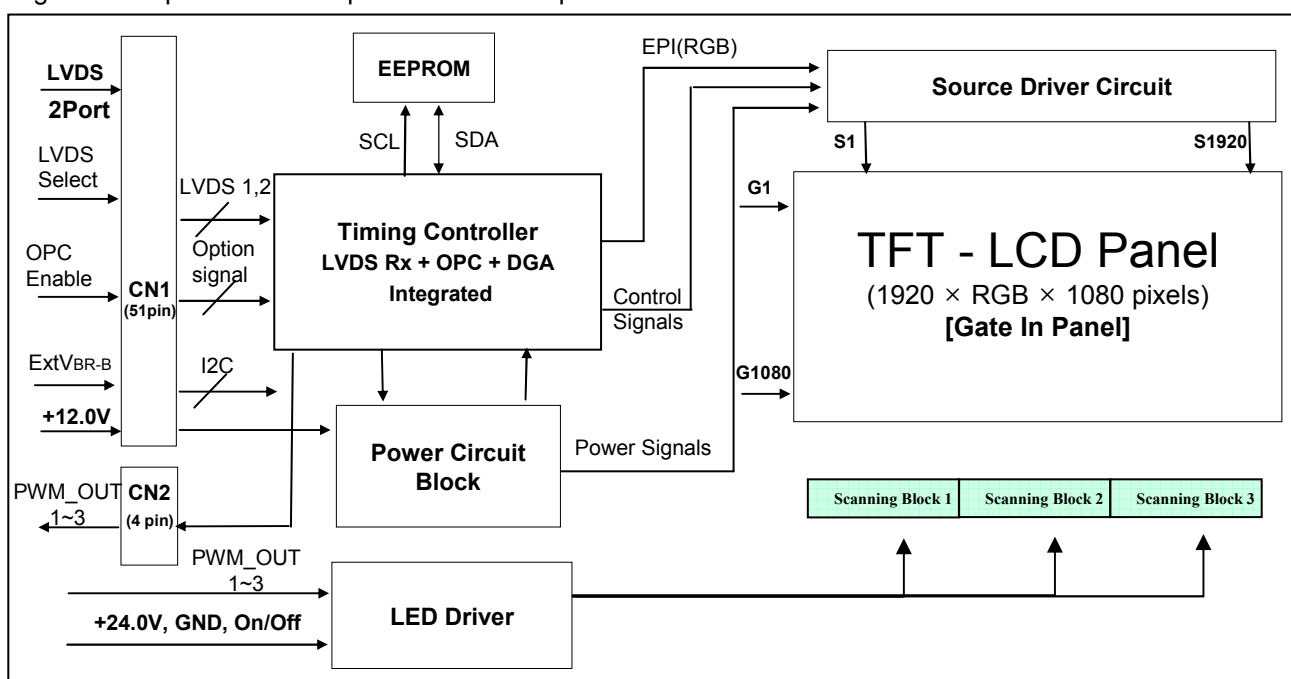 LVDS
2Port
LVDS
Select
OPC
Enable
ExtVBR-B
+12.0V
CN1
(51pin)
LVDS 1,2
Option
signal
I2C
EEPROM
SCL
SDA
Timing Controller
LVDS Rx + OPC + DGA
Integrated
Power Circuit
Block
EPI(RGB)
Control
Signals
Power Signals
Source Driver Circuit
S1
S1920
G1
G1080
TFT - LCD Panel
(1920 × RGB × 1080 pixels)
[Gate In Panel]
PWM_OUT
1~3
CN2
(4 pin)
PWM_OUT
1~3
+24.0V, GND, On/Off
LED Driver
Scanning Block 1
Scanning Block 2
Scanning Block 3